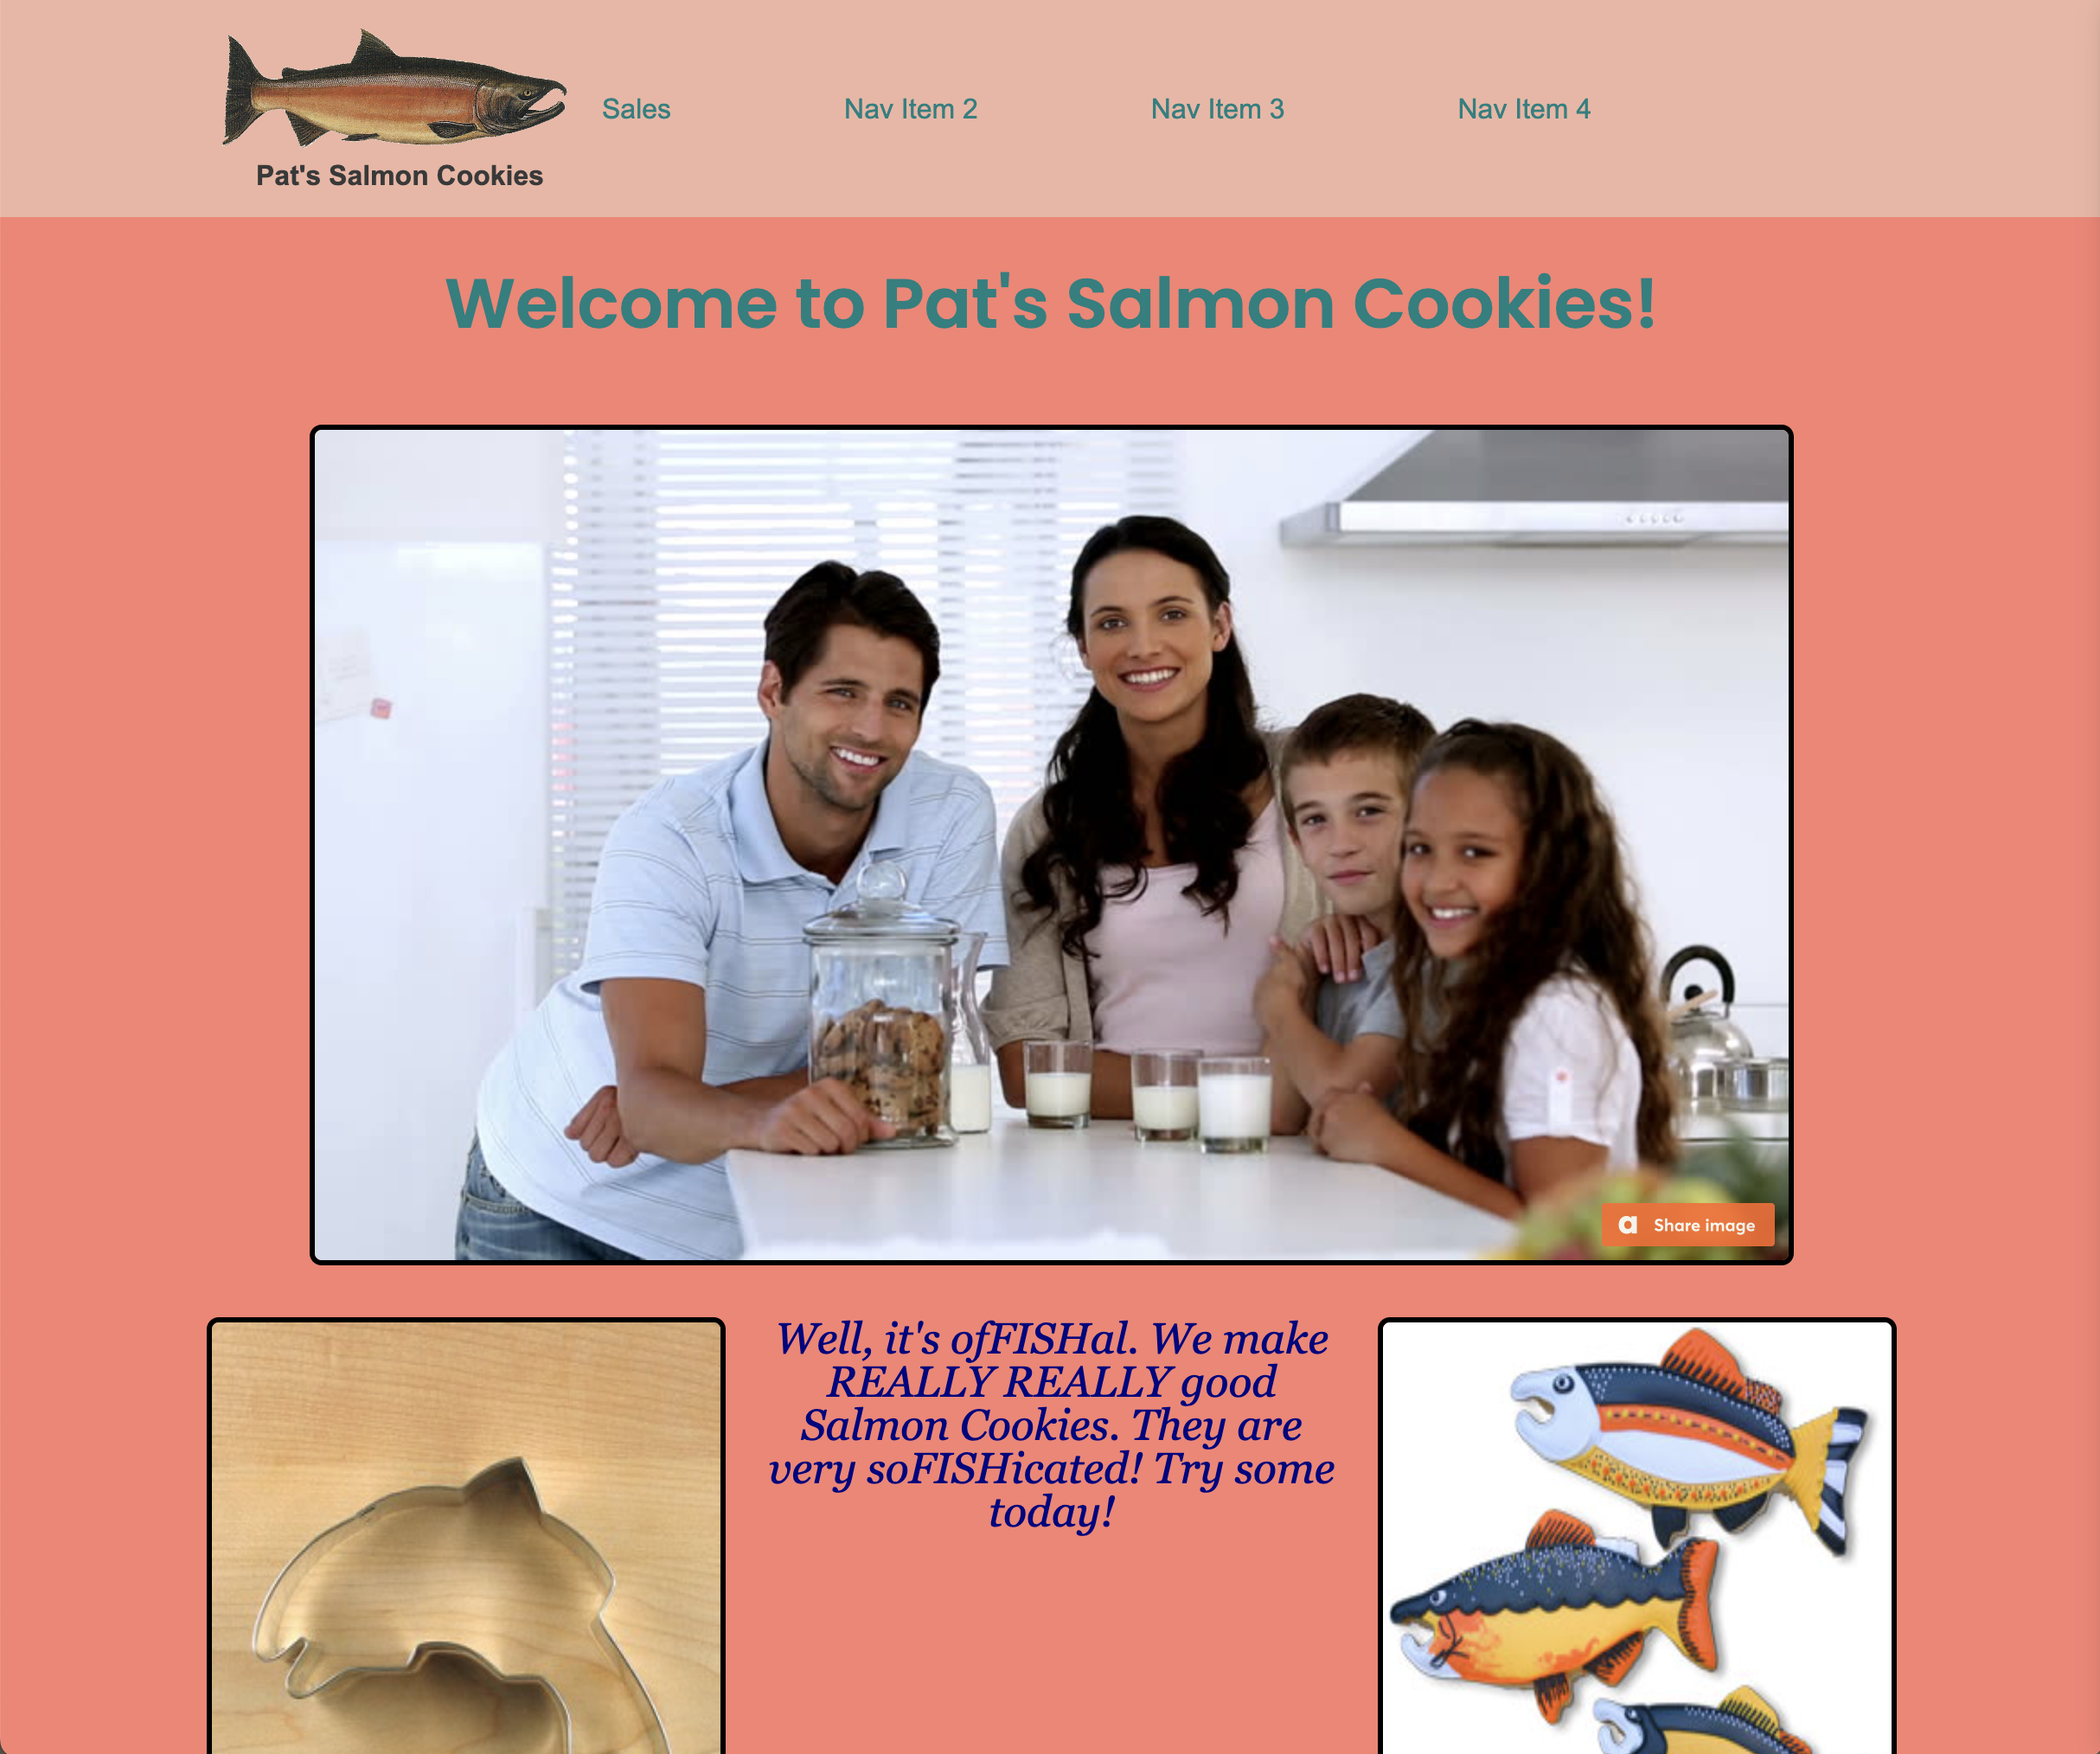 Sales
Nav Item 2
Nav Item 3
Nav Item 4
Pat's Salmon Cookies
Welcome to Pat's Salmon Cookies!
a Share image
Well, it's ofFISHal. We make
REALLY REALLY good
Salmon Cookies. They are
very soFISHicated! Try some
today!